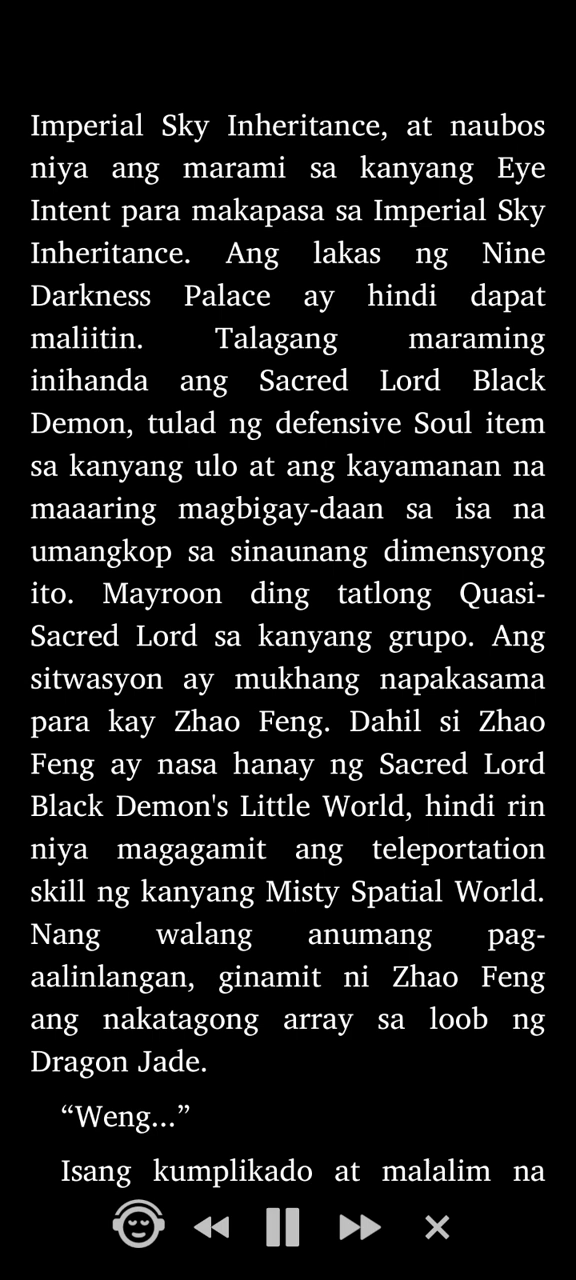 Imperial Sky Inheritance, at naubos
niya ang marami sa kanyang Eye
Intent para makapasa sa Imperial Sky
Inheritance. Ang lakas ng Nine
Darkness Palace ay hindi dapat
maliitin. Talagang maraming
inihanda ang Sacred Lord Black
Demon, tulad ng defensive Soul item
sa kanyang ulo at ang kayamanan na
maaaring magbigay-daan sa isa na
umangkop sa sinaunang dimensyong
ito. Mayroon ding tatlong Quasi-
Sacred Lord sa kanyang grupo. Ang
sitwasyon ay mukhang napakasama
para kay Zhao Feng. Dahil si Zhao
Feng ay nasa hanay ng Sacred Lord
Black Demon's Little World, hindi rin
niya magagamit ang teleportation
skill ng kanyang Misty Spatial World.
Nang walang anumang pag-
aalinlangan, ginamit ni Zhao Feng
ang nakatagong array sa loob ng
Dragon Jade.
“Weng...”
Isang kumplikado at malalim na